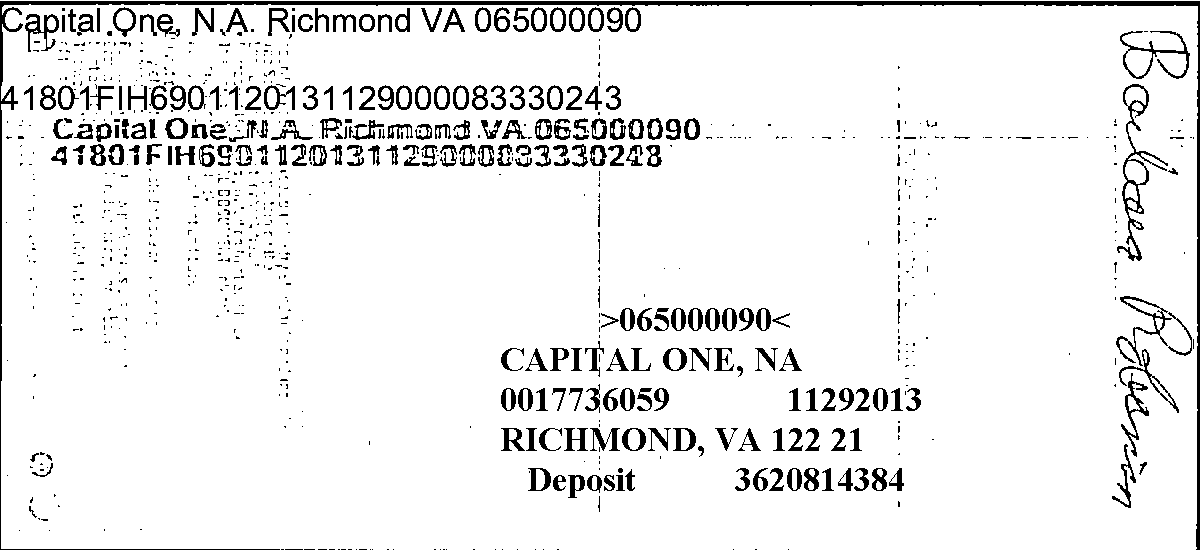 Capital One, N.A. Richmond VA 065000090
41801FIH6901120131129000083330243
Capital One, N.A. Richmond VA 065000090
41801FIH6901120131129000083330248
>065000090<
CAPITAL ONE, NA
0017736059 11292013
RICHMOND, VA 122 21
Deposit 3620814384
Barbara